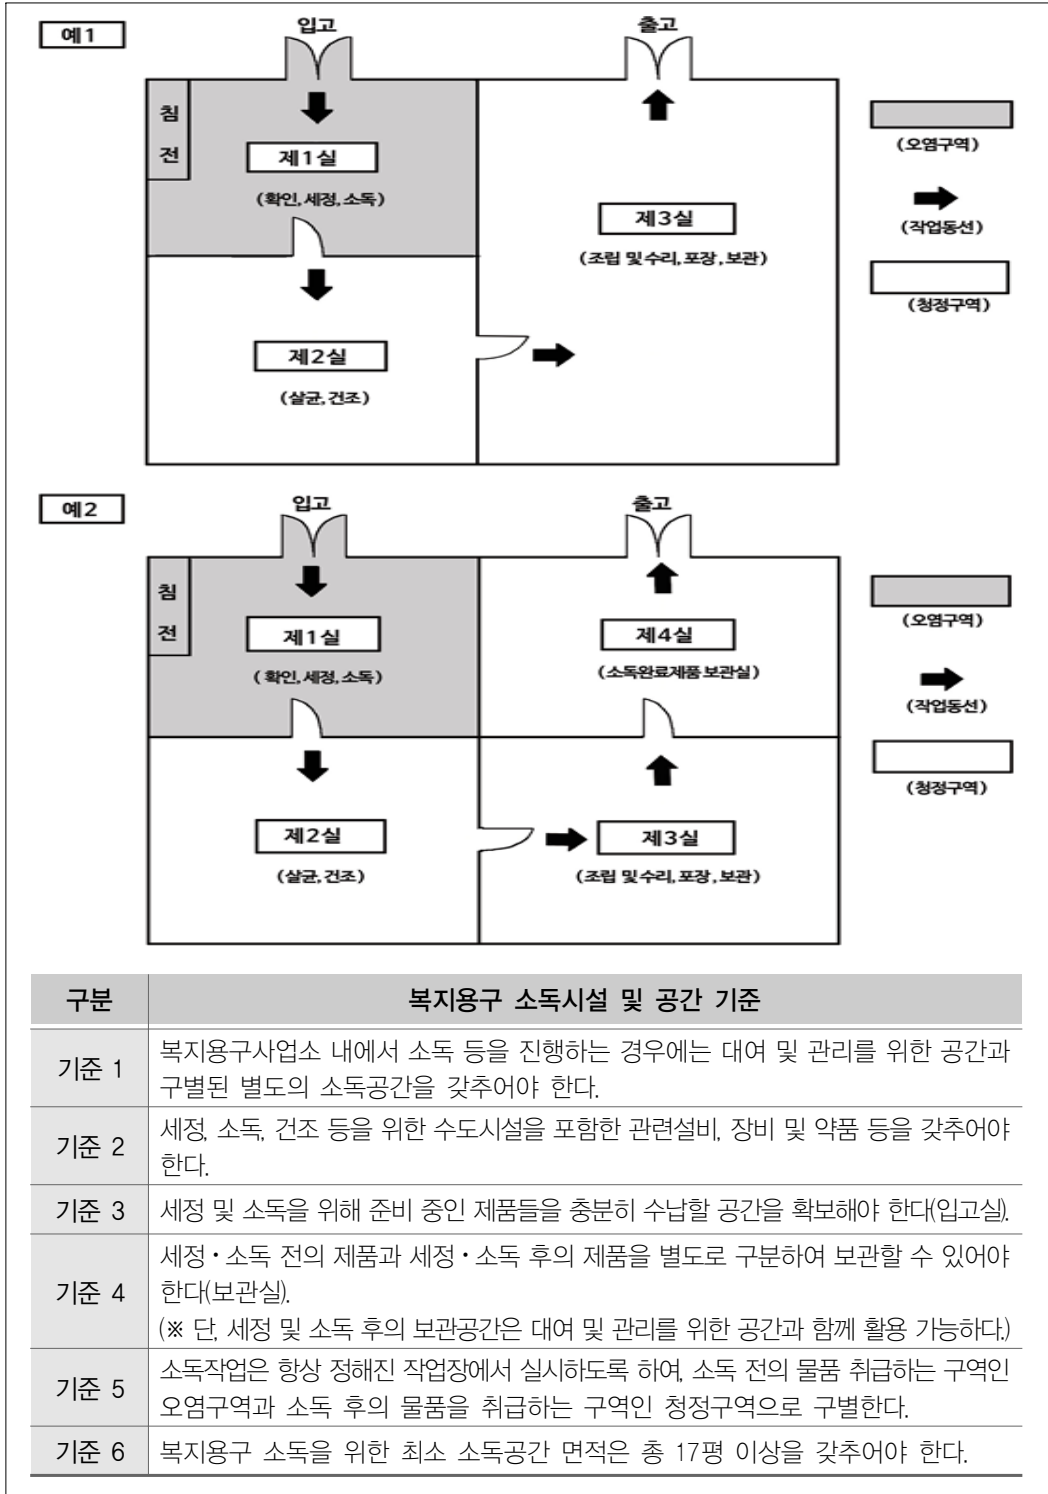 예1
입고
출고
침
전
제1실
(확인, 세정, 소독)
제2실
(살균, 건조)
제3실
(조립 및 수리, 포장, 보관)
(오염구역)
(작업동선)
(청정구역)
예2
입고
출고
침
전
제1실
(확인, 세정, 소독)
제4실
(소독완료제품 보관실)
제2실
(살균, 건조)
제3실
(조립 및 수리, 포장, 보관)
(오염구역)
(작업동선)
(청정구역)
구분 복지용구 소독시설 및 공간 기준
기준 1 복지용구사업소 내에서 소독 등을 진행하는 경우에는 대여 및 관리를 위한 공간과
구별된 별도의 소독공간을 갖추어야 한다.
기준 2 세정, 소독, 건조 등을 위한 수도시설을 포함한 관련설비, 장비 및 약품 등을 갖추어야
한다.
기준 3 세정 및 소독을 위해 준비 중인 제품들을 충분히 수납할 공간을 확보해야 한다(입고실).
기준 4 세정・소독 전의 제품과 세정・소독 후의 제품을 별도로 구분하여 보관할 수 있어야
한다(보관실).
(※ 단, 세정 및 소독 후의 보관공간은 대여 및 관리를 위한 공간과 함께 활용 가능하다.)
기준 5 소독작업은 항상 정해진 작업장에서 실시하도록 하여, 소독 전의 물품 취급하는 구역인
오염구역과 소독 후의 물품을 취급하는 구역인 청정구역으로 구별한다.
기준 6 복지용구 소독을 위한 최소 소독공간 면적은 총 17평 이상을 갖추어야 한다.